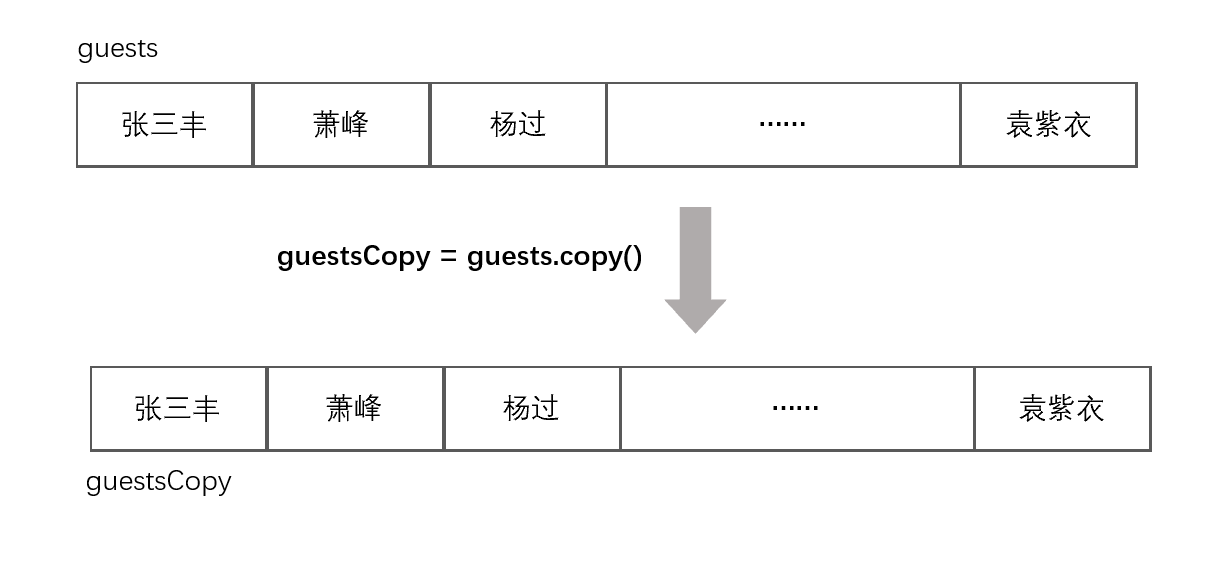 guests
张三丰 萧峰 杨过 …… 袁紫衣
guestsCopy = guests.copy()
张三丰 萧峰 杨过 …… 袁紫衣
guestsCopy